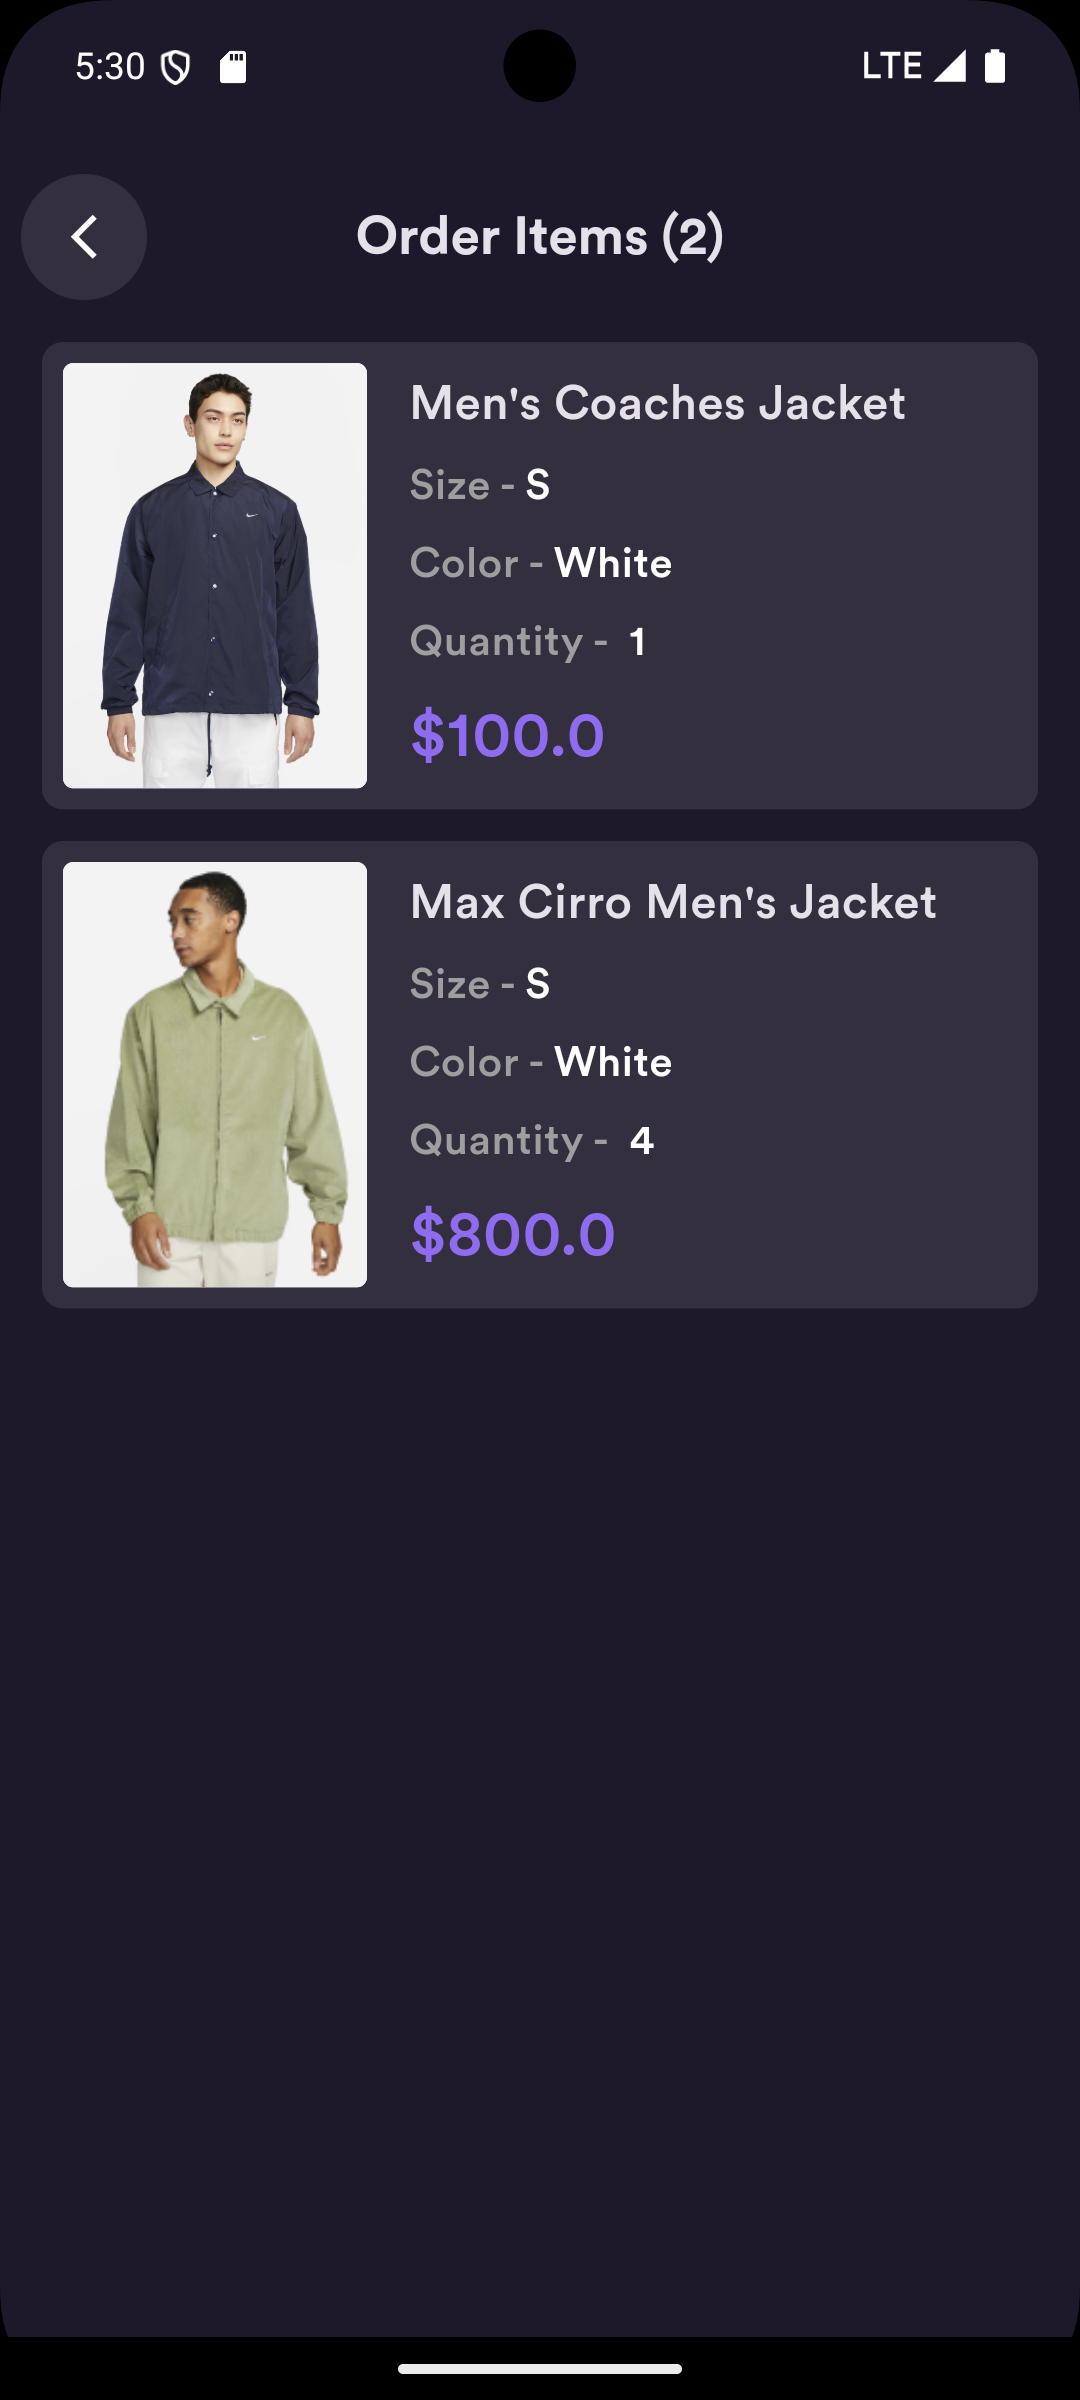 5:30 LTE
Order Items (2)
Men's Coaches Jacket
Size - S
Color - White
Quantity - 1
$100.0
Max Cirro Men's Jacket
Size - S
Color - White
Quantity - 4
$800.0